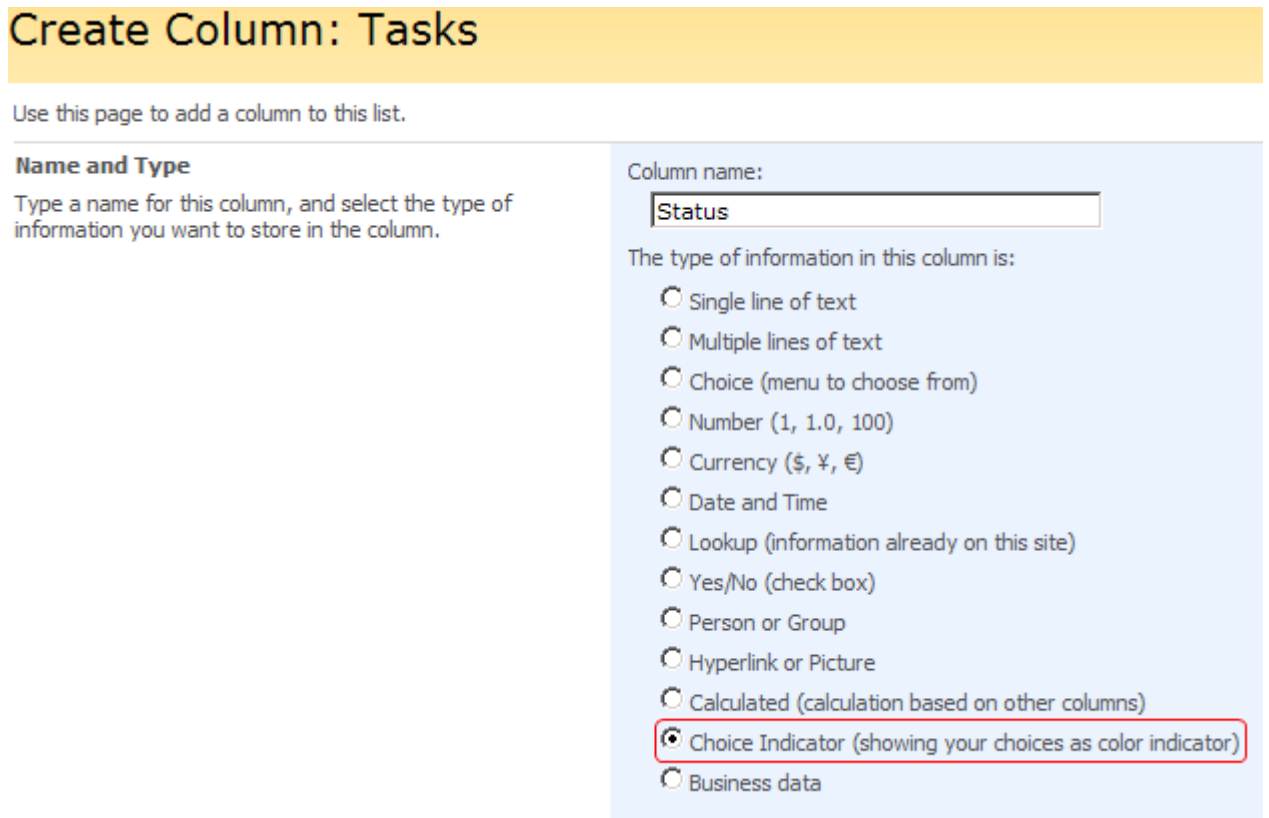 Create Column: Tasks
Use this page to add a column to this list.
Name and Type
Type a name for this column, and select the type of
information you want to store in the column.
Column name:
Status
The type of information in this column is:
Single line of text
Multiple lines of text
Choice (menu to choose from)
Number (1, 1.0, 100)
Currency ($, ¥, €)
Date and Time
Lookup (information already on this site)
Yes/No (check box)
Person or Group
Hyperlink or Picture
Calculated (calculation based on other columns)
Choice Indicator (showing your choices as color indicator)
Business data